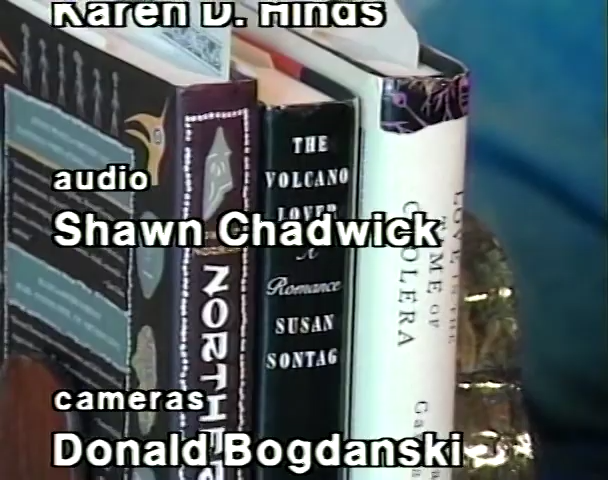 Karen D. Hinds
audio
Shawn Chadwick
cameras
Donald Bogdanski
NORTHER
THE
VOLCANO
LOVER
A
Romance
SUSAN
SONTAG
LOVE IN THE
TIME OF
CHOLERA